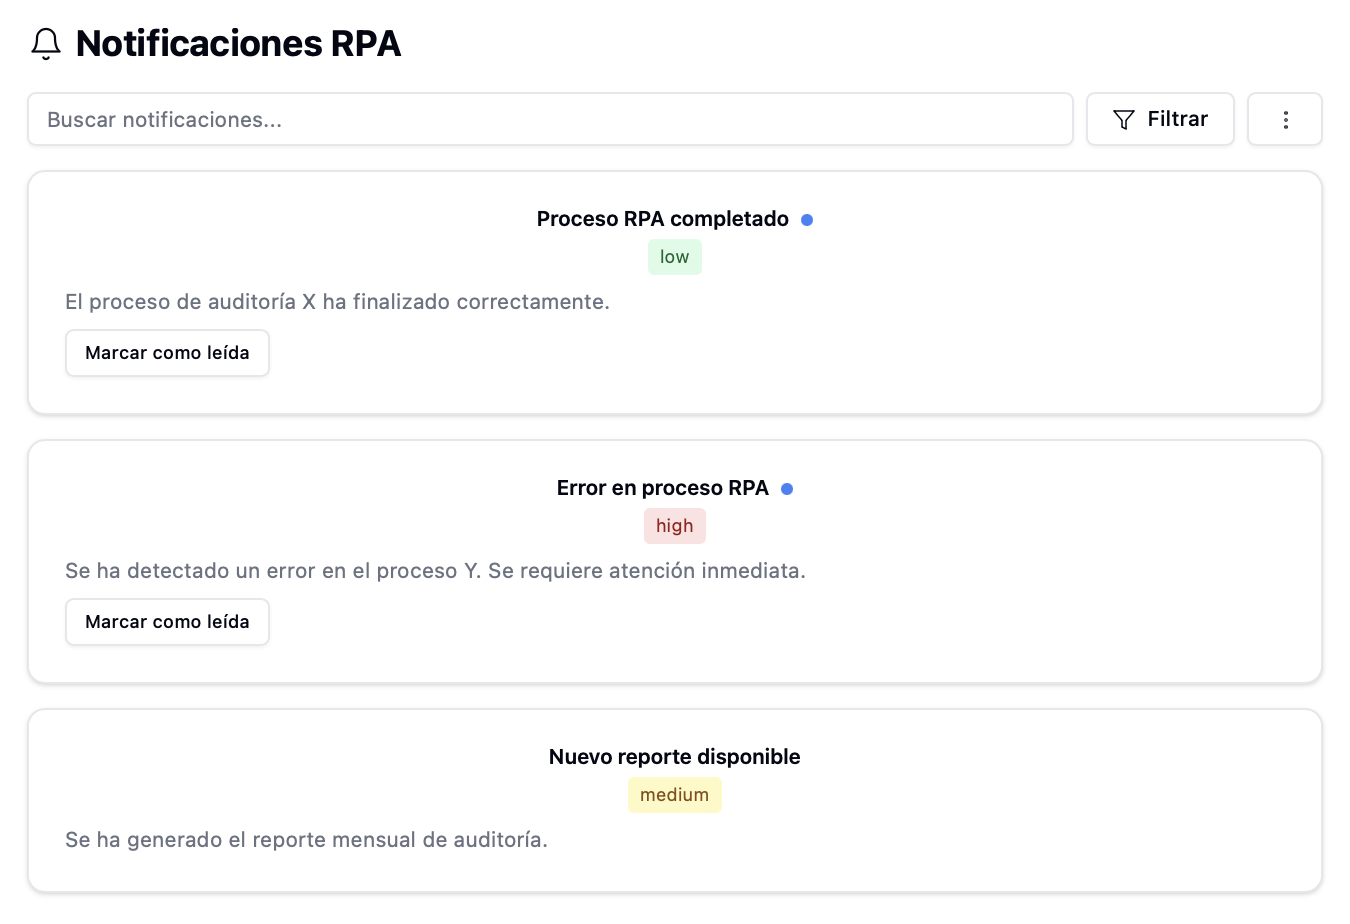 Notificaciones RPA
Buscar notificaciones...
Filtrar
Proceso RPA completado
low
El proceso de auditoría X ha finalizado correctamente.
Marcar como leída
Error en proceso RPA
high
Se ha detectado un error en el proceso Y. Se requiere atención inmediata.
Marcar como leída
Nuevo reporte disponible
medium
Se ha generado el reporte mensual de auditoría.